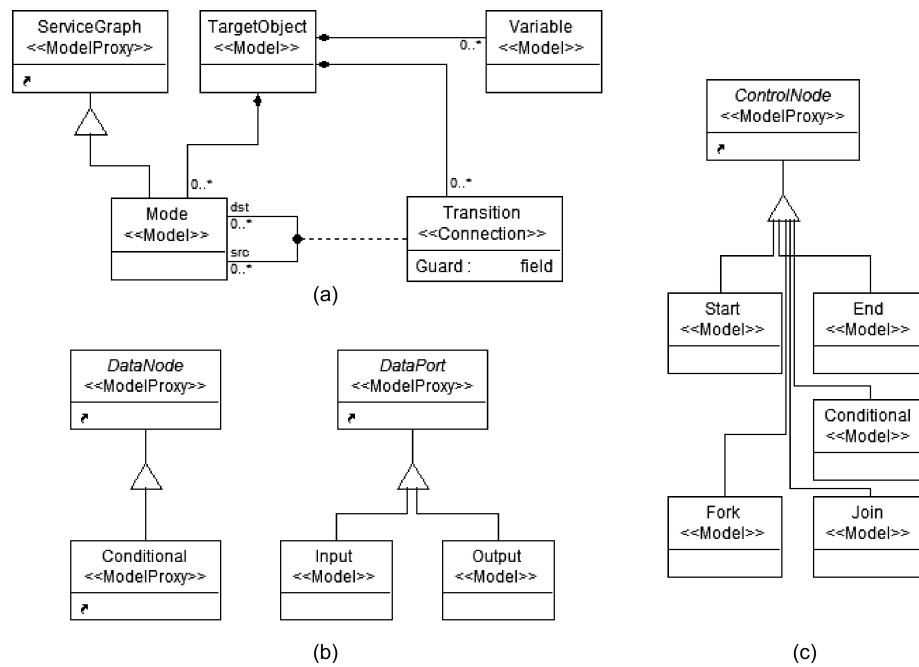 ServiceGraph
<<ModelProxy>>
TargetObject
<<Model>>
0..*
Variable
<<Model>>
0..*
0..*
Mode
<<Model>>
dst
0..*
src
0..*
Transition
<<Connection>>
Guard : field
(a)
DataNode
<<ModelProxy>>
Conditional
<<ModelProxy>>
DataPort
<<ModelProxy>>
Input
<<Model>>
Output
<<Model>>
(b)
ControlNode
<<ModelProxy>>
Start
<<Model>>
End
<<Model>>
Conditional
<<Model>>
Fork
<<Model>>
Join
<<Model>>
(c)